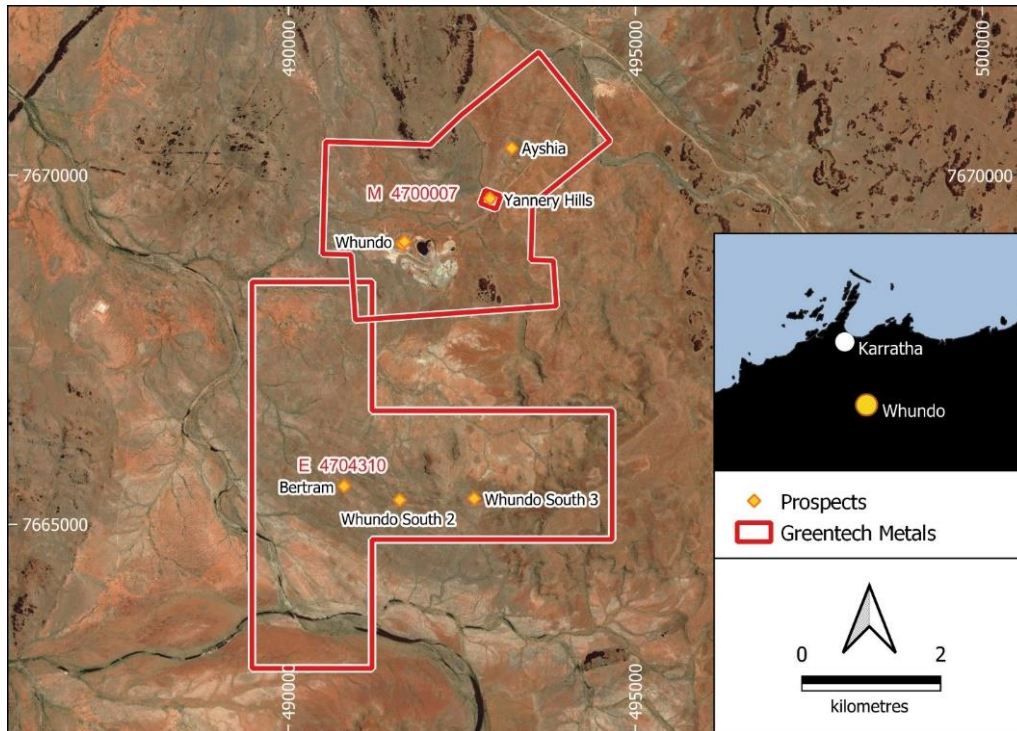 490000
495000
500000
Ayshia
7670000
7670000
M 4700007
Yannery Hills
Whundo
Karratha
Whundo
E 4704310
Bertram
Whundo South 3
Whundo South 2
7665000
Prospects
Greentech Metals
0 2
kilometres
490000
495000